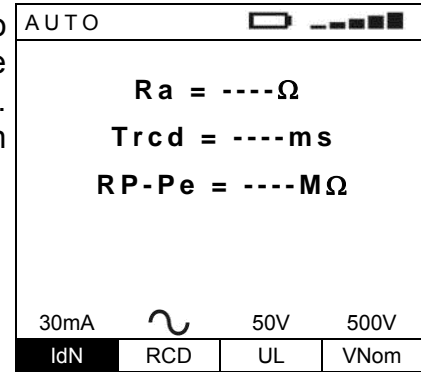 AUTO
Ra = ----Ω
Trcd = ----ms
RP-Pe = ----MΩ
30mA 50V 500V
IdN RCD UL VNom